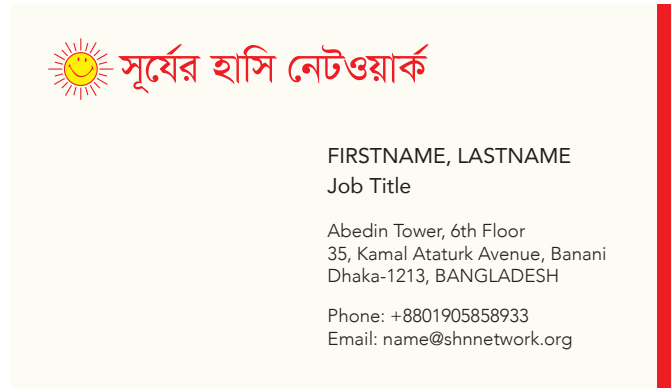 সূর্যের হাসি নেটওয়ার্ক
FIRSTNAME, LASTNAME
Job Title
Abedin Tower, 6th Floor
35, Kamal Ataturk Avenue, Banani
Dhaka-1213, BANGLADESH
Phone: +8801905858933
Email: name@shnnetwork.org